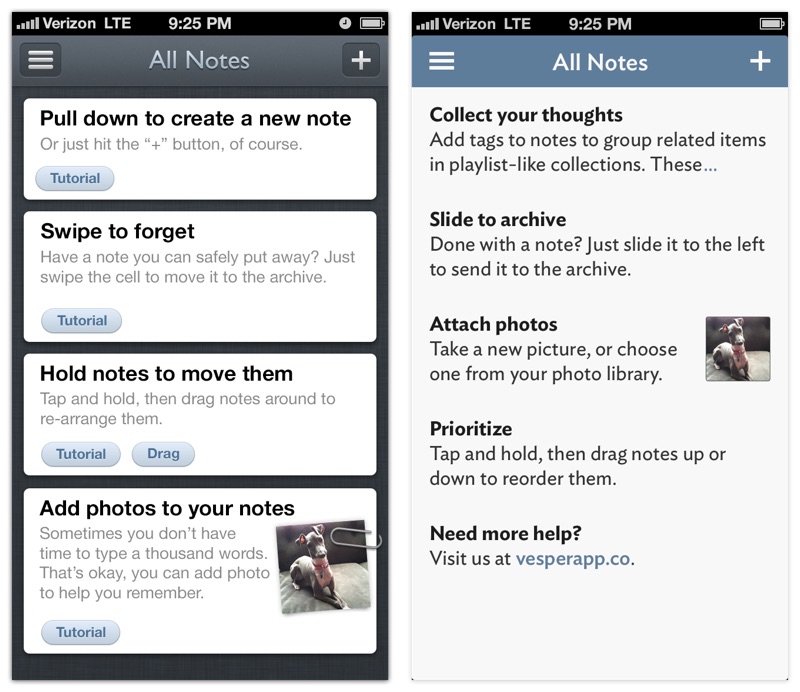 Verizon LTE 9:25 PM
All Notes
Pull down to create a new note
Or just hit the “+” button, of course.
Tutorial
Swipe to forget
Have a note you can safely put away? Just
swipe the cell to move it to the archive.
Tutorial
Hold notes to move them
Tap and hold, then drag notes around to
re-arrange them.
Tutorial Drag
Add photos to your notes
Sometimes you don’t have
time to type a thousand words.
That’s okay, you can add photo
to help you remember.
Tutorial
Verizon LTE 9:25 PM
All Notes
Collect your thoughts
Add tags to notes to group related items
in playlist-like collections. These...
Slide to archive
Done with a note? Just slide it to the left
to send it to the archive.
Attach photos
Take a new picture, or choose
one from your photo library.
Prioritize
Tap and hold, then drag notes up or
down to reorder them.
Need more help?
Visit us at vesperapp.co.